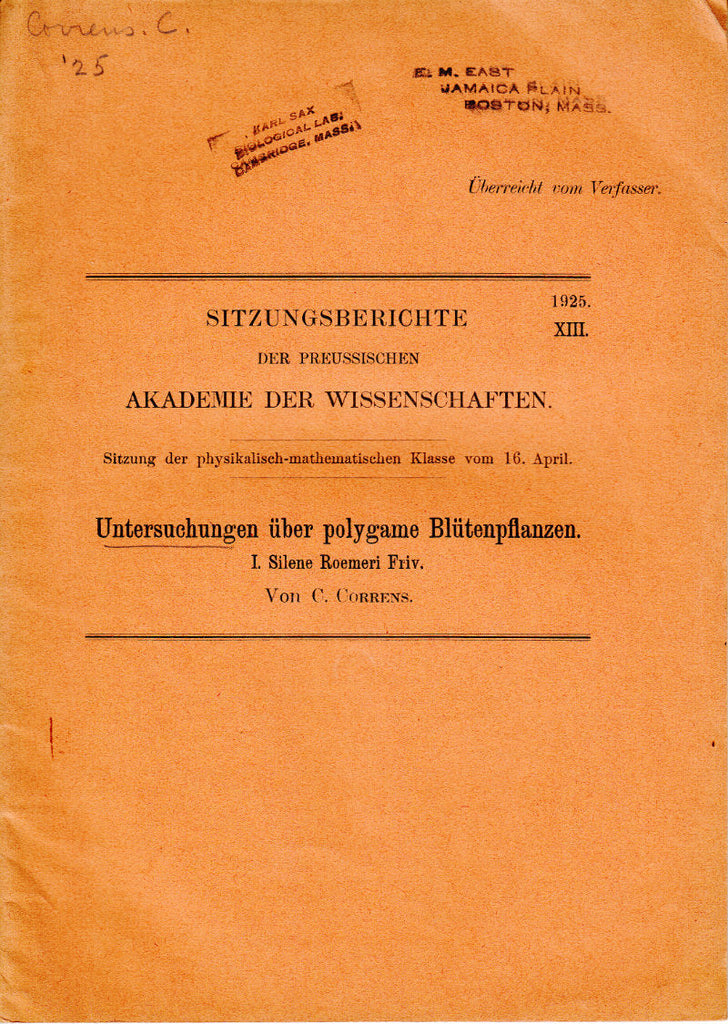 Correns. C.
'25
E. M. EAST
JAMAICA PLAIN
BOSTON, MASS.
KARL SAX
BIOLOGICAL LAB.
CAMBRIDGE, MASS.
Überreicht vom Verfasser.
1925.
XIII.
SITZUNGSBERICHTE
DER PREUSSISCHEN
AKADEMIE DER WISSENSCHAFTEN.
Sitzung der physikalisch-mathematischen Klasse vom 16. April.
Untersuchungen über polygame Blütenpflanzen.
I. Silene Roemeri Friv.
Von C. CORRENS.